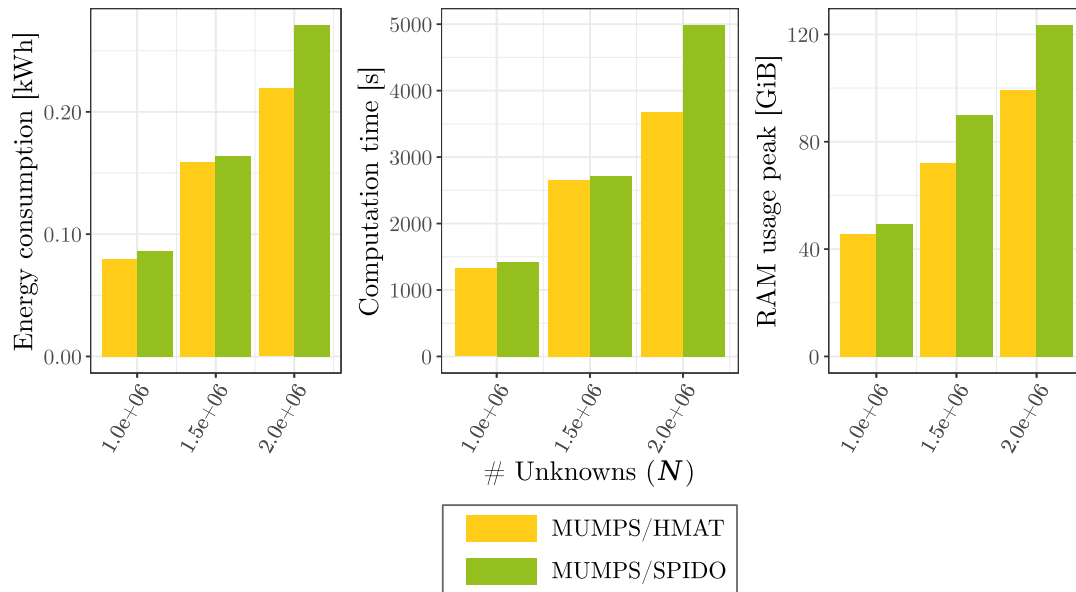 Energy consumption [kWh]
0.20
0.10
0.00
1.0e+06
1.5e+06
2.0e+06
Computation time [s]
5000
4000
3000
2000
1000
0
1.0e+06
1.5e+06
2.0e+06
RAM usage peak [GiB]
120
80
40
0
1.0e+06
1.5e+06
2.0e+06
# Unknowns (N)
MUMPS/HMAT
MUMPS/SPIDO